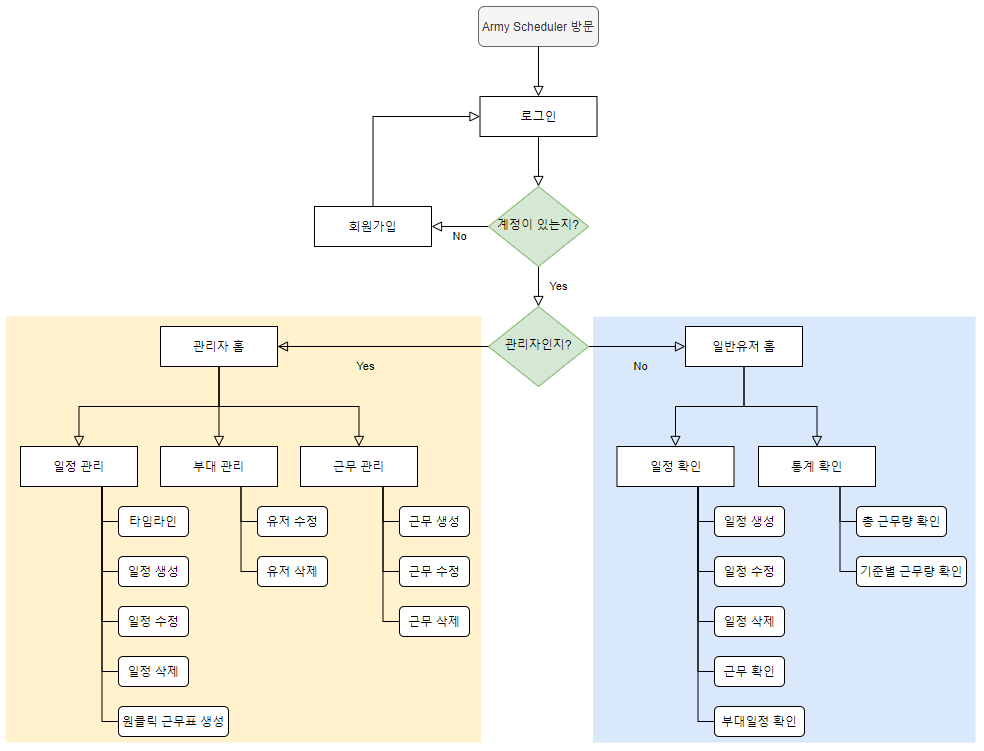 Army Scheduler 방문
로그인
회원가입
계정이 있는지?
No
Yes
관리자 홈
관리자인지?
일반유저 홈
Yes
No
일정 관리
부대 관리
근무 관리
일정 확인
통계 확인
타임라인
유저 수정
근무 생성
일정 생성
총 근무량 확인
일정 생성
유저 삭제
근무 수정
일정 수정
기준별 근무량 확인
일정 수정
근무 삭제
일정 삭제
일정 삭제
근무 확인
원클릭 근무표 생성
부대일정 확인